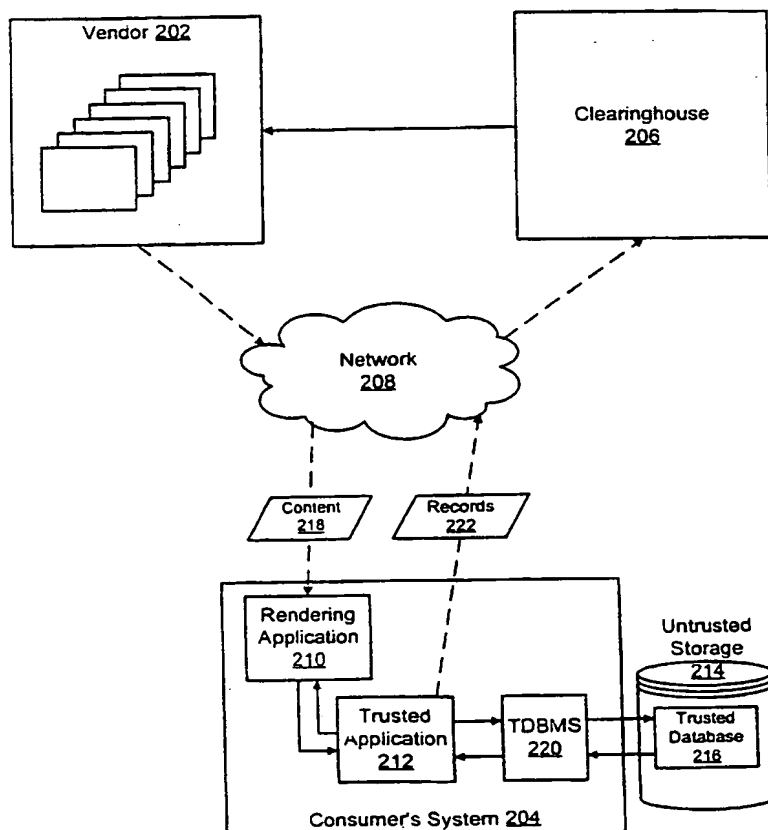 Vendor 202
Clearinghouse
206
Network
208
Content
218
Records
222
Rendering
Application
210
Trusted
Application
212
TDBMS
220
Untrusted
Storage
214
Trusted
Database
216
Consumer's System 204